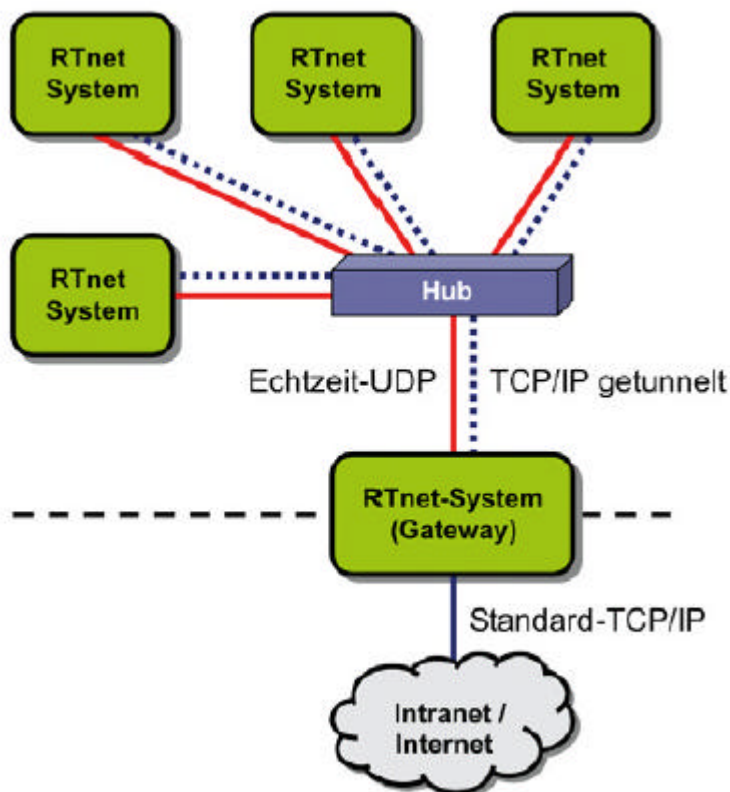 RTnet
System
RTnet
System
RTnet
System
RTnet
System
Hub
Echtzeit-UDP
TCP/IP getunnelt
RTnet-System
(Gateway)
Standard-TCP/IP
Intranet /
Internet